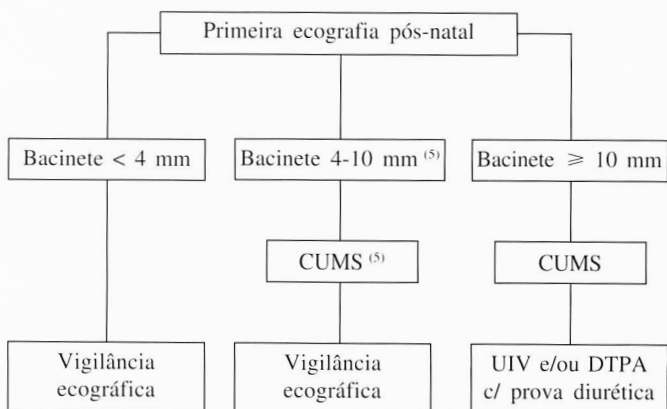 Primeira ecografia pós-natal
Bacinete < 4 mm
Bacinete 4-10 mm (5)
Bacinete ⩾ 10 mm
CUMS (5)
CUMS
Vigilância
ecográfica
Vigilância
ecográfica
UIV e/ou DTPA
c/ prova diurética